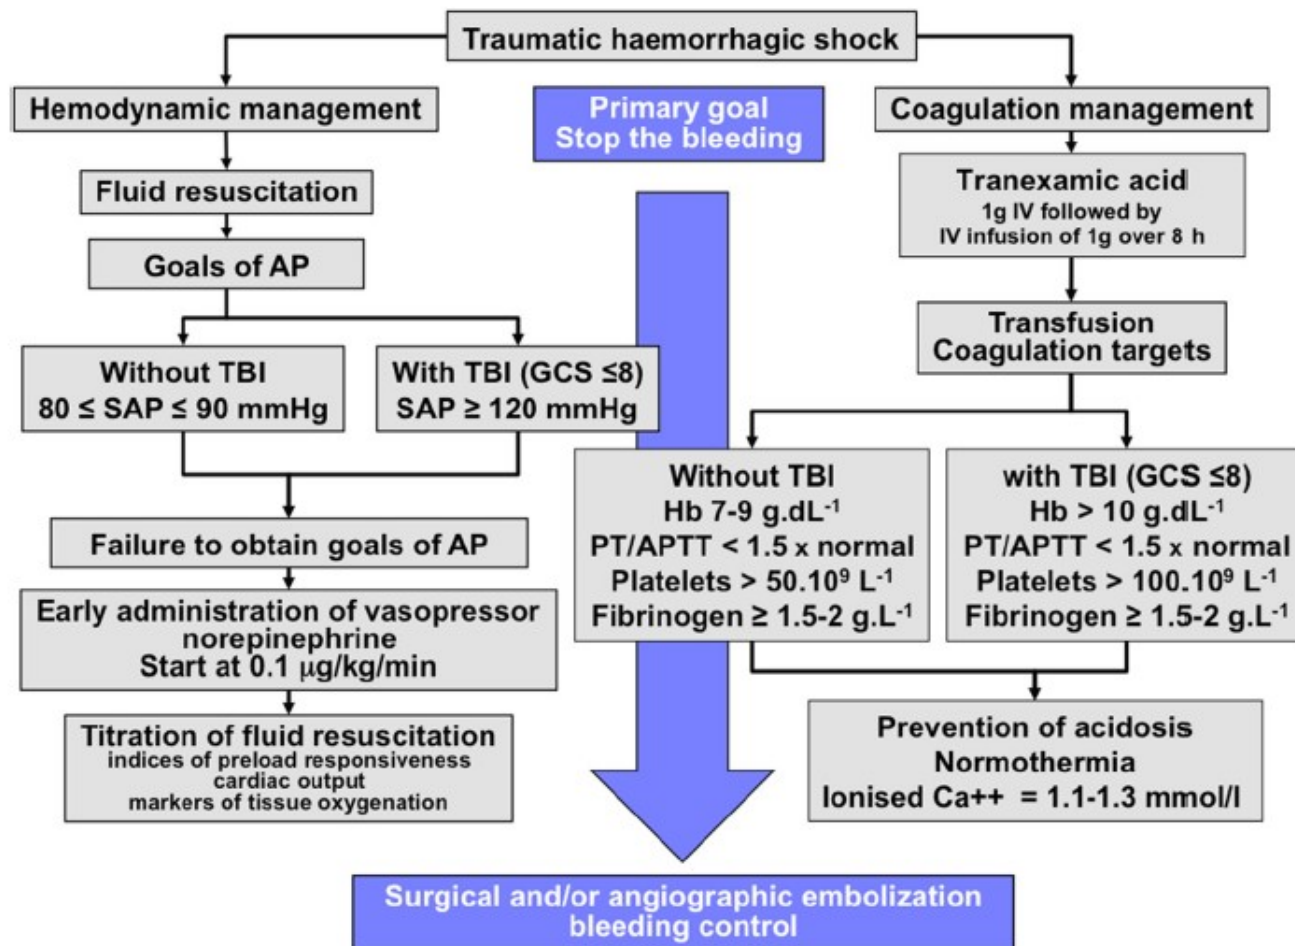 Traumatic haemorrhagic shock
Hemodynamic management
Primary goal
Stop the bleeding
Coagulation management
Fluid resuscitation
Tranexamic acid
1g IV followed by
IV infusion of 1g over 8 h
Goals of AP
Transfusion
Coagulation targets
Without TBI
80 ≤ SAP ≤ 90 mmHg
With TBI (GCS ≤8)
SAP ≥ 120 mmHg
Without TBI
Hb 7-9 g.dL⁻¹
PT/APTT < 1.5 x normal
Platelets > 50.10⁹ L⁻¹
Fibrinogen ≥ 1.5-2 g.L⁻¹
with TBI (GCS ≤8)
Hb > 10 g.dL⁻¹
PT/APTT < 1.5 x normal
Platelets > 100.10⁹ L⁻¹
Fibrinogen ≥ 1.5-2 g.L⁻¹
Failure to obtain goals of AP
Early administration of vasopressor
norepinephrine
Start at 0.1 μg/kg/min
Titration of fluid resuscitation
indices of preload responsiveness
cardiac output
markers of tissue oxygenation
Prevention of acidosis
Normothermia
Ionised Ca++ = 1.1-1.3 mmol/l
Surgical and/or angiographic embolization
bleeding control